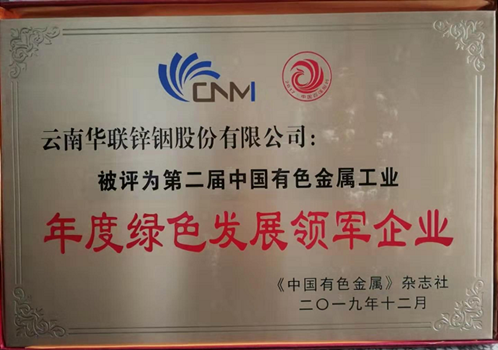 CNMI
云南华联锌铟股份有限公司：
被评为第二届中国有色金属工业
年度绿色发展领军企业
《中国有色金属》杂志社
二〇一九年十二月